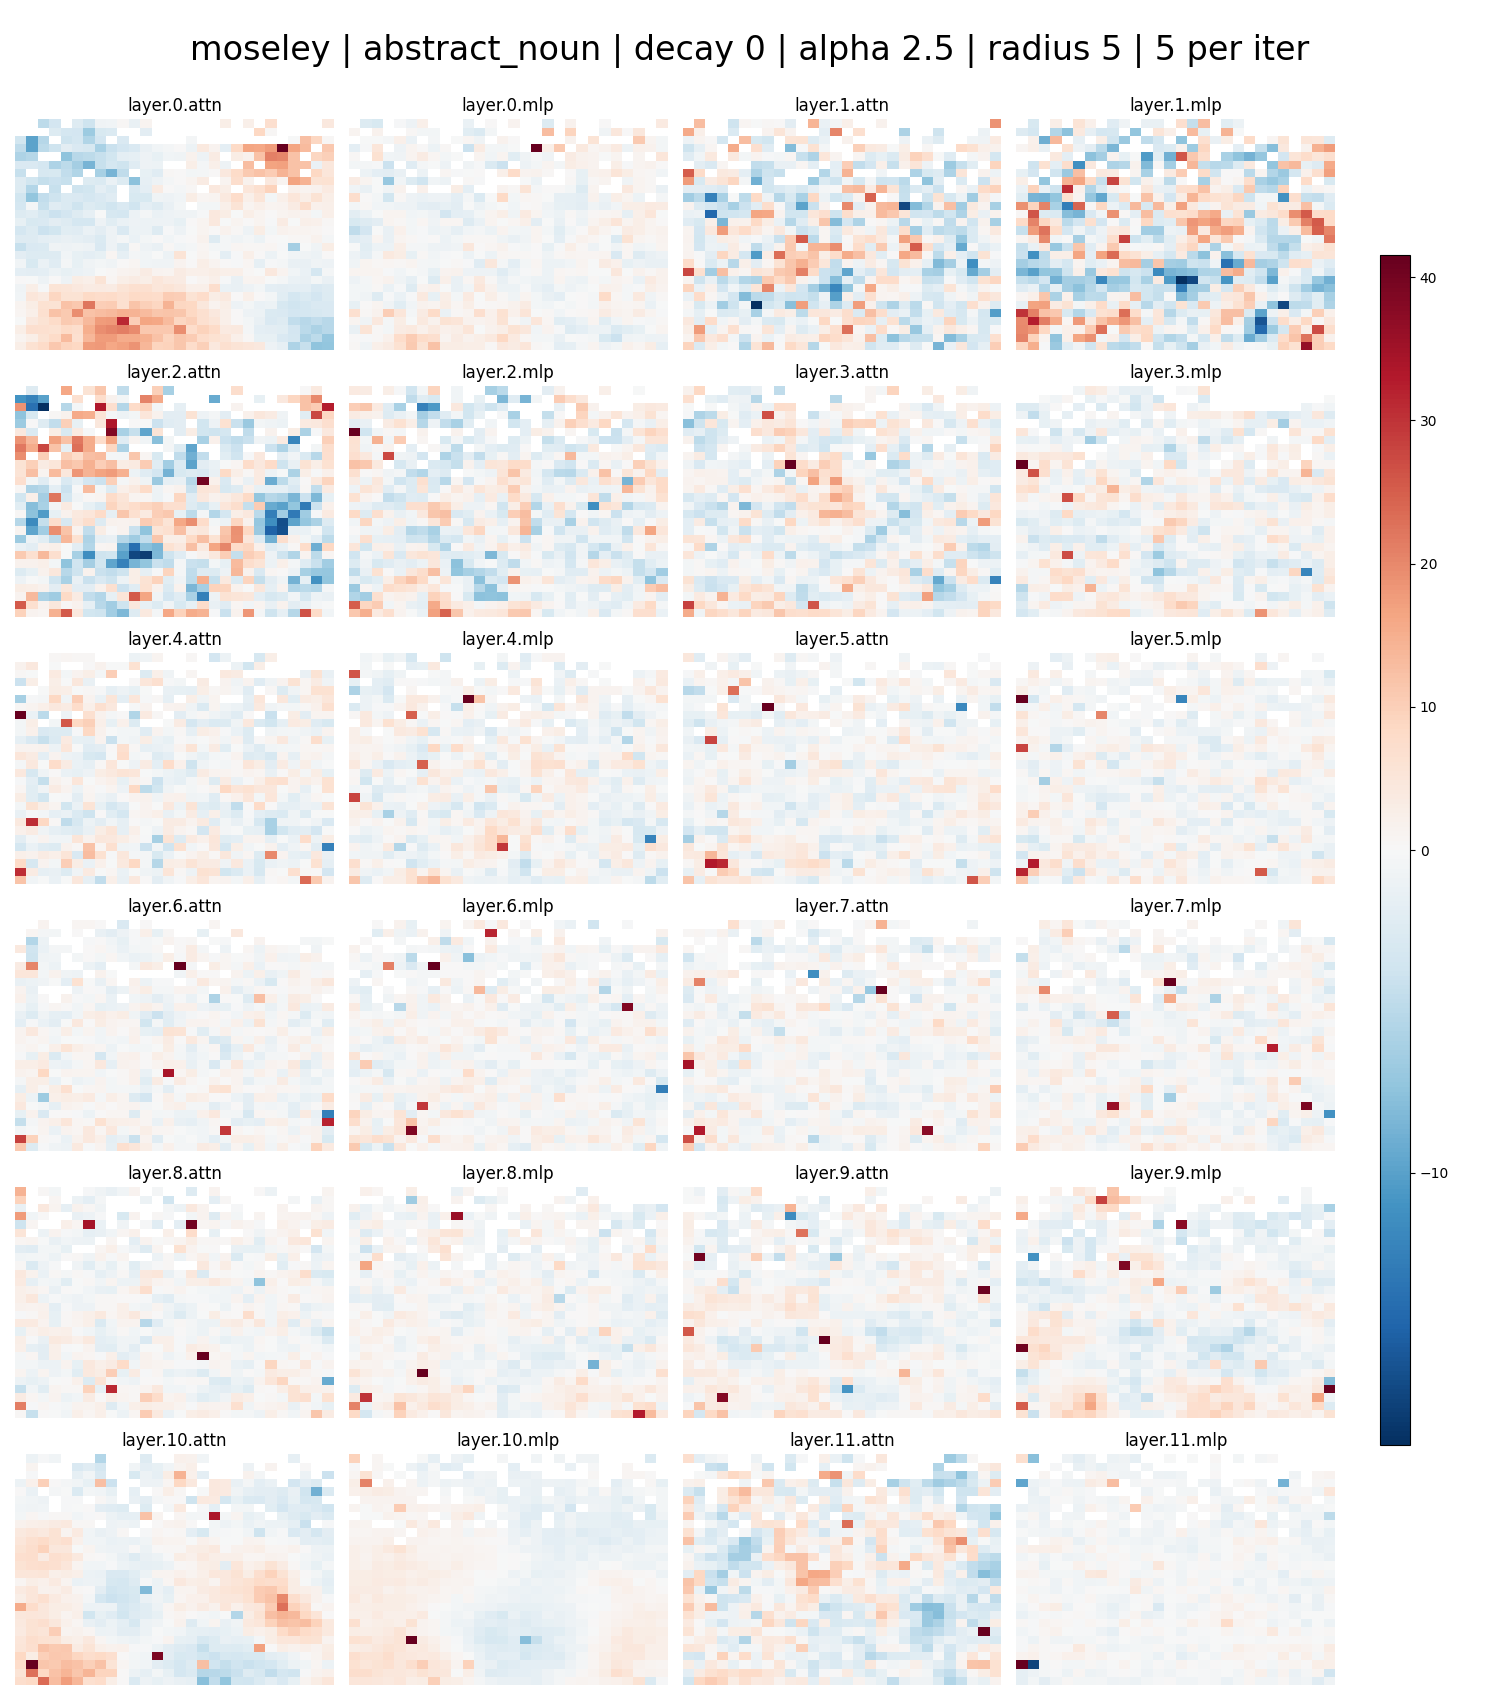 moseley | abstract_noun | decay 0 | alpha 2.5 | radius 5 | 5 per iter
layer.0.attn
layer.0.mlp
layer.1.attn
layer.1.mlp
layer.2.attn
layer.2.mlp
layer.3.attn
layer.3.mlp
layer.4.attn
layer.4.mlp
layer.5.attn
layer.5.mlp
layer.6.attn
layer.6.mlp
layer.7.attn
layer.7.mlp
layer.8.attn
layer.8.mlp
layer.9.attn
layer.9.mlp
layer.10.attn
layer.10.mlp
layer.11.attn
layer.11.mlp
40
30
20
10
0
−10